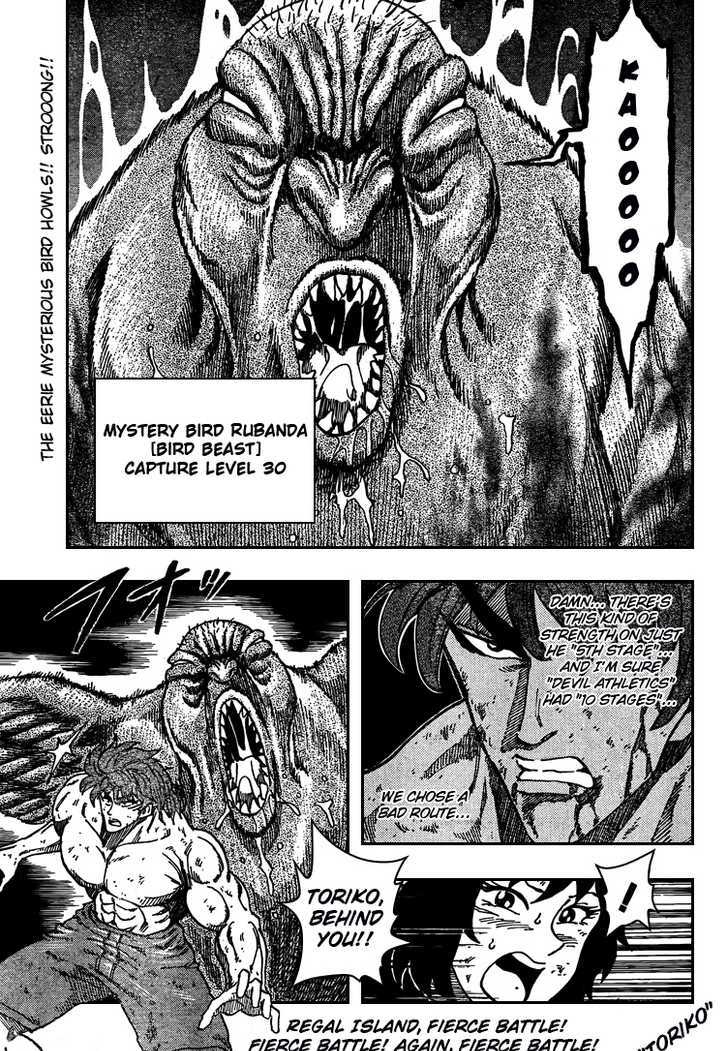 THE EERIE MYSTERIOUS BIRD HOWLS!! STROOONG!!
KAOOOOOO
MYSTERY BIRD RUBANDA
[BIRD BEAST]
CAPTURE LEVEL 30
フオッ
DAMN... THERE'S
THIS KIND OF
STRENGTH ON JUST
HE "5TH STAGE"...
AND I'M SURE
"DEVIL ATHLETICS"
HAD "10 STAGES"...
WE CHOSE A
BAD ROUTE...
TORIKO,
BEHIND
YOU!!
!
REGAL ISLAND, FIERCE BATTLE!
FIERCE BATTLE! AGAIN, FIERCE BATTLE!
"TORIKO"